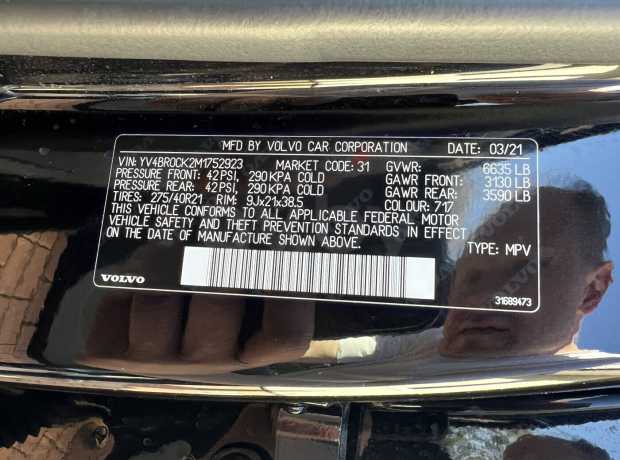 MFD BY VOLVO CAR CORPORATION DATE: 03/21
VIN: YV4BR0CK2M1752923 MARKET CODE: 31 GVWR: 6635 LB
PRESSURE FRONT: 42PSI, 290KPA COLD GAWR FRONT: 3130 LB
PRESSURE REAR: 42PSI, 290KPA COLD GAWR REAR: 3590 LB
TIRES: 275/40R21 RIM: 9Jx21x38.5 COLOUR: 717
THIS VEHICLE CONFORMS TO ALL APPLICABLE FEDERAL MOTOR
VEHICLE SAFETY AND THEFT PREVENTION STANDARDS IN EFFECT
ON THE DATE OF MANUFACTURE SHOWN ABOVE. TYPE: MPV
VOLVO 31689473